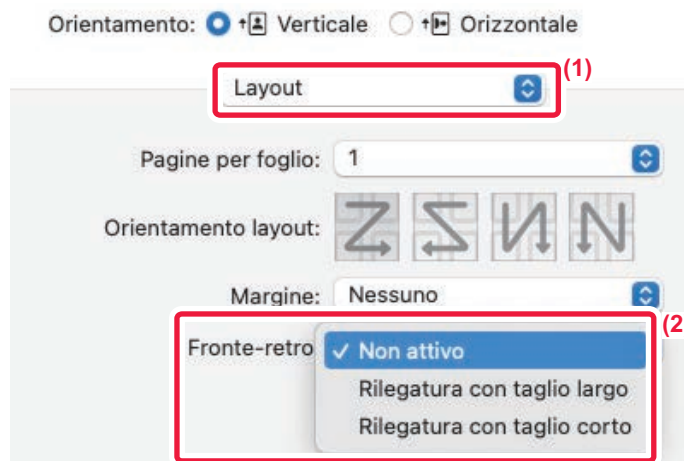 Orientamento: Verticale Orizzontale
(1)
Layout
Pagine per foglio: 1
Orientamento layout:
Margine: Nessuno
(2
Fronte-retro ✓ Non attivo
Rilegatura con taglio largo
Rilegatura con taglio corto